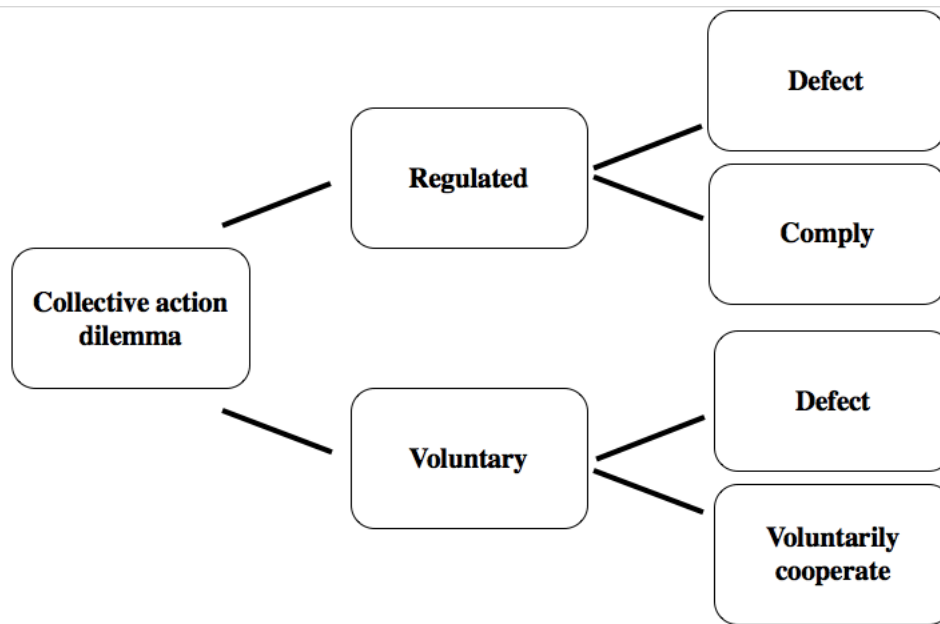 Defect
Regulated
Comply
Collective action
dilemma
Defect
Voluntary
Voluntarily
cooperate